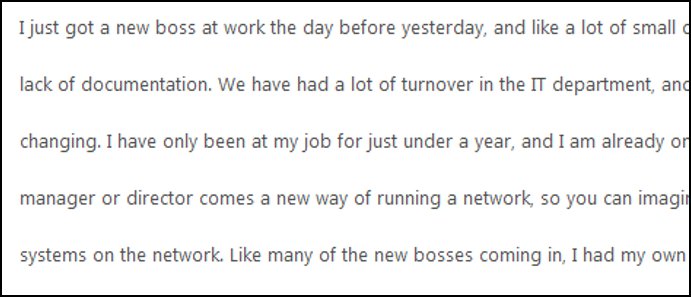 I just got a new boss at work the day before yesterday, and like a lot of small
lack of documentation. We have had a lot of turnover in the IT department,
changing. I have only been at my job for just under a year, and I am already
manager or director comes a new way of running a network, so you can
systems on the network. Like many of the new bosses coming in, I had my own